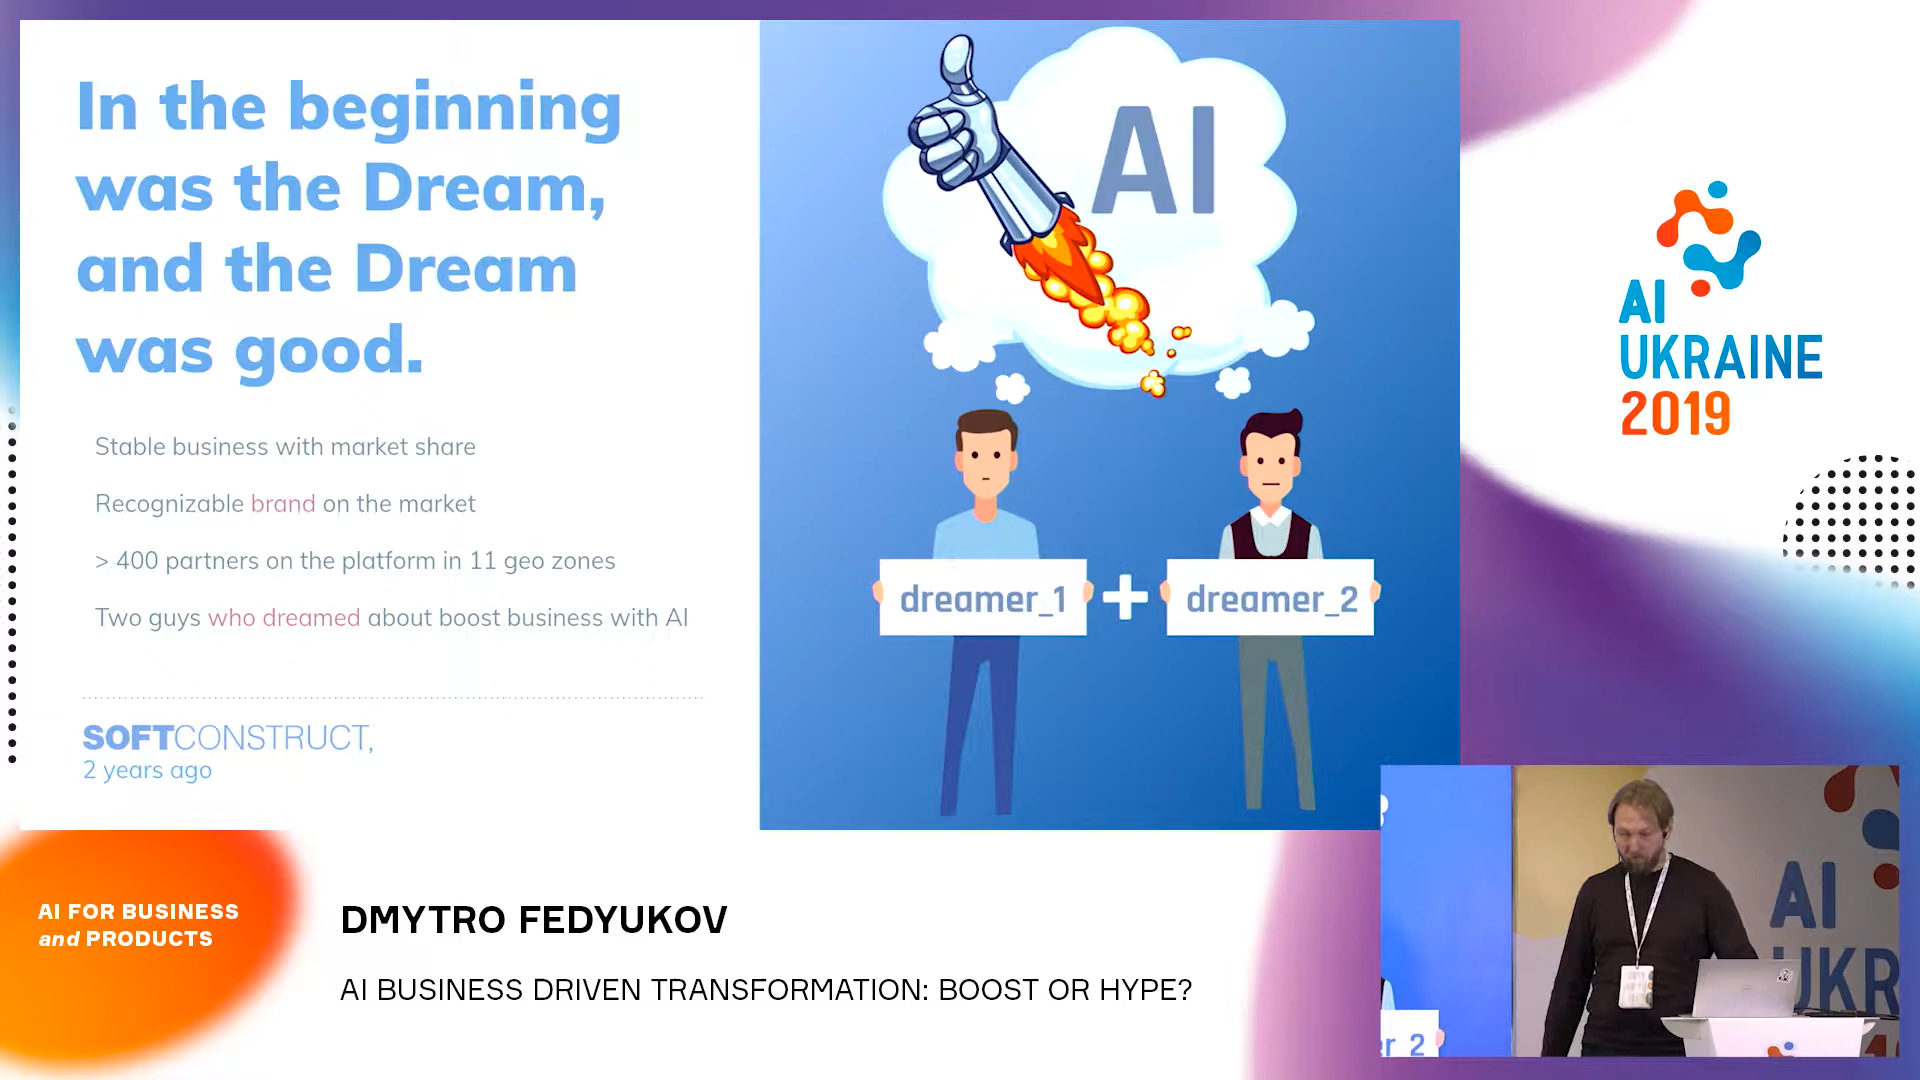 In the beginning
was the Dream,
and the Dream
was good.
Stable business with market share
Recognizable brand on the market
> 400 partners on the platform in 11 geo zones
Two guys who dreamed about boost business with AI
SOFTCONSTRUCT,
2 years ago
AI
dreamer_1
+
dreamer_2
AI
UKRAINE
2019
AI FOR BUSINESS
and PRODUCTS
DMYTRO FEDYUKOV
AI BUSINESS DRIVEN TRANSFORMATION: BOOST OR HYPE?
er_2
AI
UKR